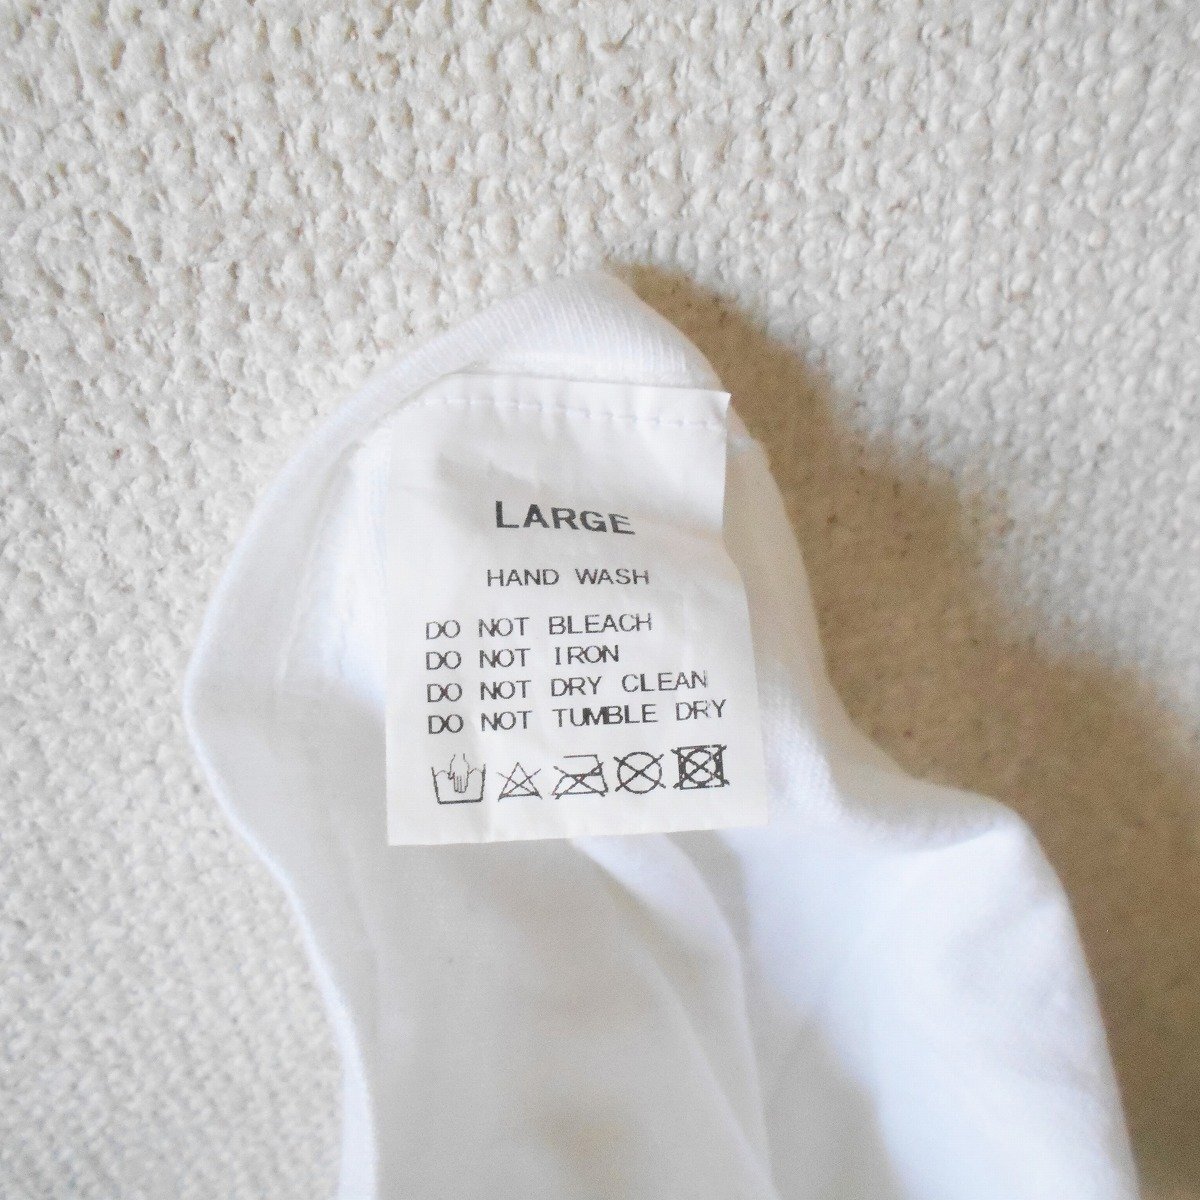 LARGE
HAND WASH
DO NOT BLEACH
DO NOT IRON
DO NOT DRY CLEAN
DO NOT TUMBLE DRY